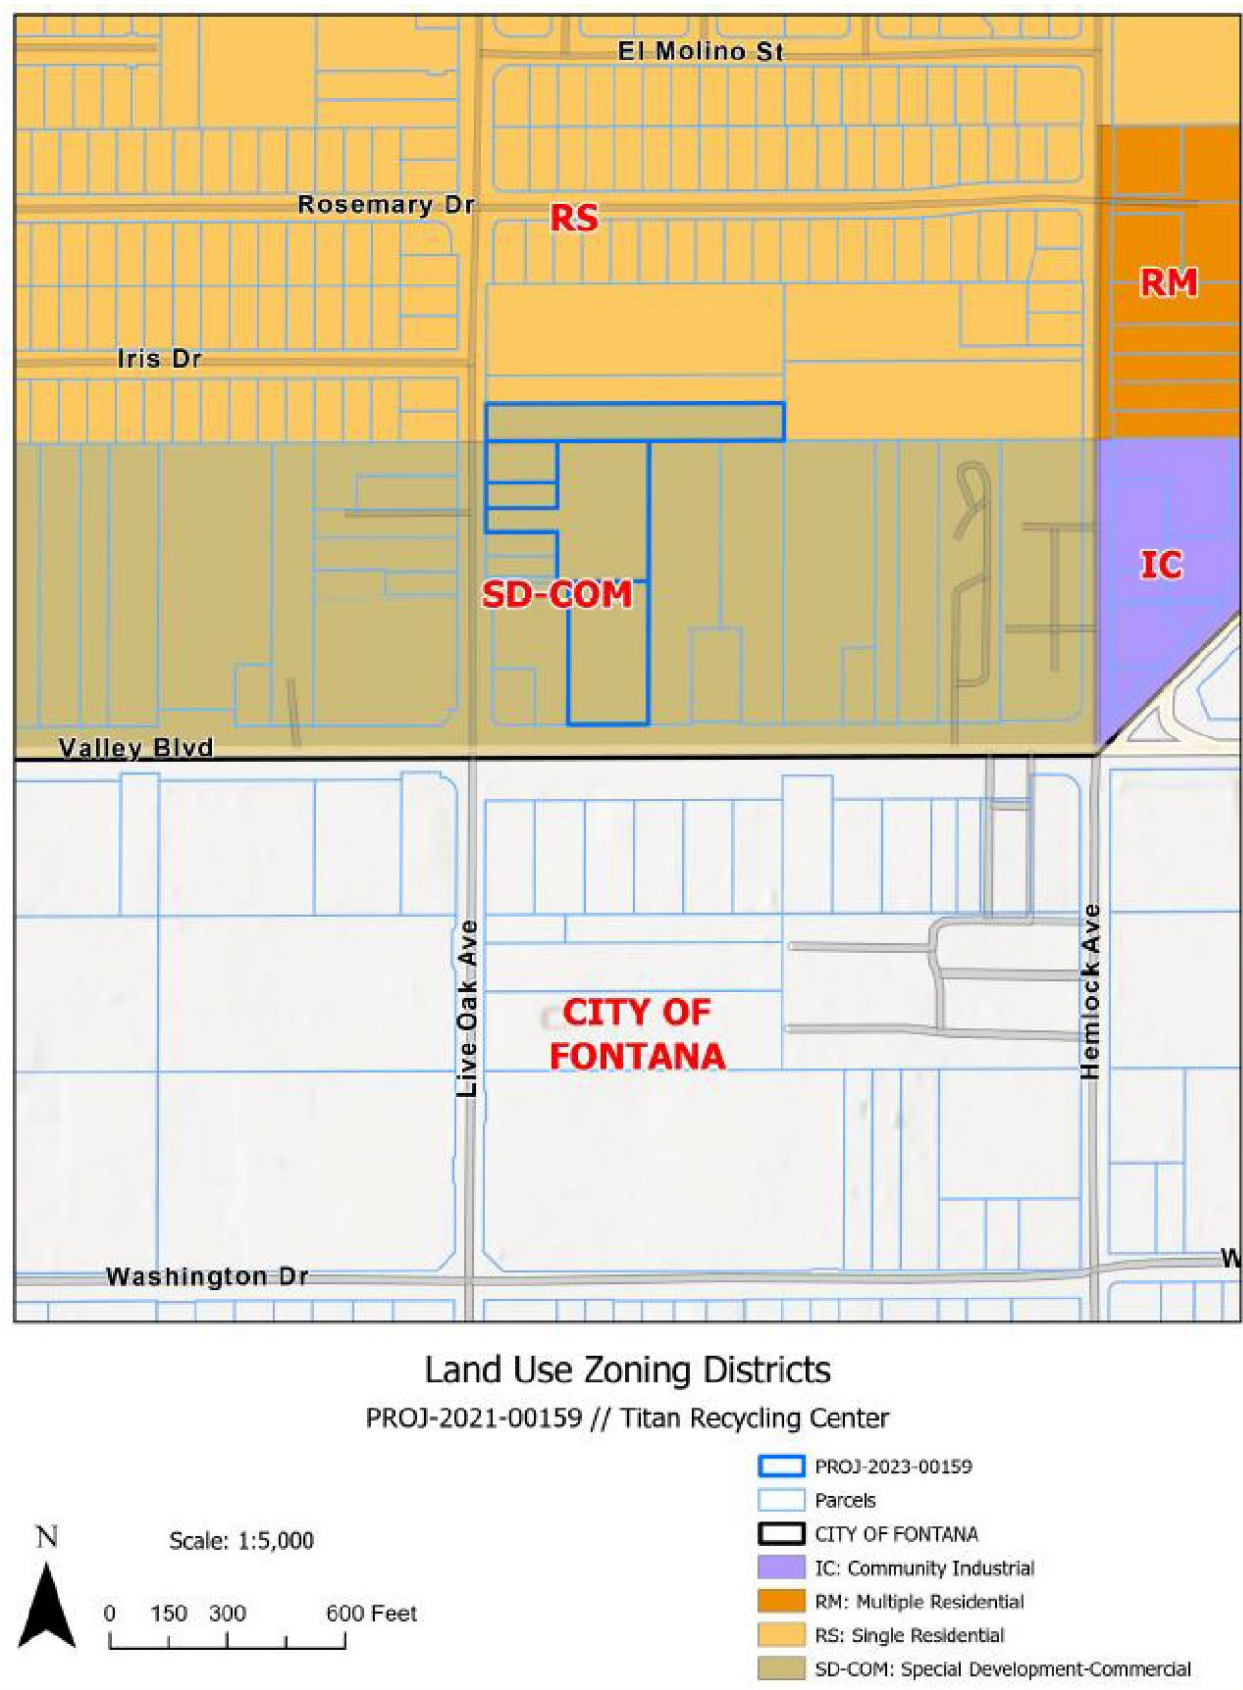 El Molino St
Rosemary Dr
RS
RM
Iris Dr
IC
SD-COM
Valley Blvd
Live Oak Ave
Hemlock Ave
CITY OF
FONTANA
Washington Dr
W
Land Use Zoning Districts
PROJ-2021-00159 // Titan Recycling Center
PROJ-2023-00159
Parcels
CITY OF FONTANA
IC: Community Industrial
RM: Multiple Residential
RS: Single Residential
SD-COM: Special Development-Commercial
N
Scale: 1:5,000
0 150 300 600 Feet